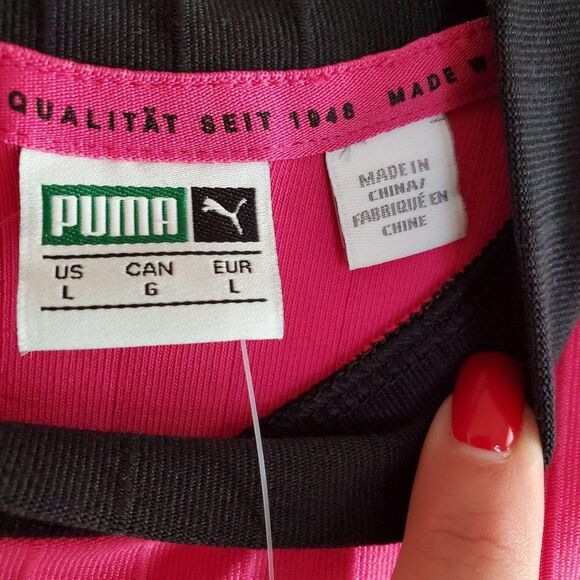 QUALITÄT SEIT 1948 MADE W
PUMA
US CAN EUR
L G L
MADE IN
CHINA/
FABRIQUÉ EN
CHINE